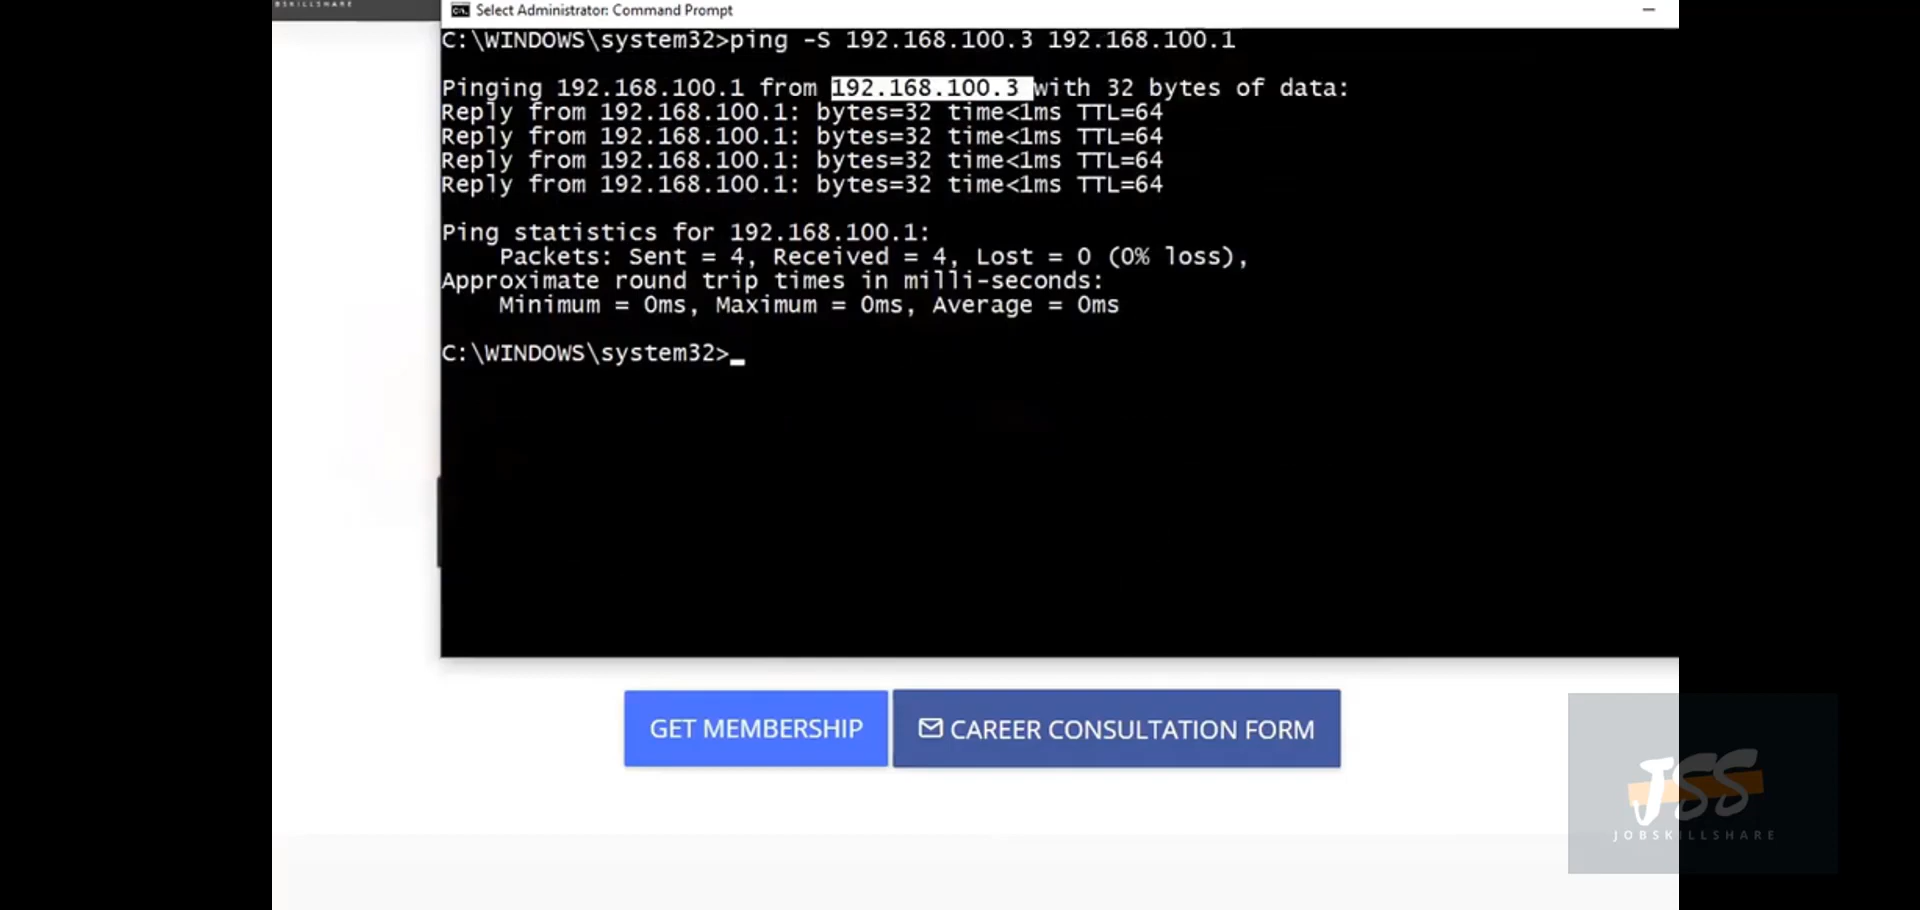 BSKILLSHARE
Select Administrator: Command Prompt
C:\WINDOWS\system32>ping -S 192.168.100.3 192.168.100.1
Pinging 192.168.100.1 from 192.168.100.3 with 32 bytes of data:
Reply from 192.168.100.1: bytes=32 time<1ms TTL=64
Reply from 192.168.100.1: bytes=32 time<1ms TTL=64
Reply from 192.168.100.1: bytes=32 time<1ms TTL=64
Reply from 192.168.100.1: bytes=32 time<1ms TTL=64
Ping statistics for 192.168.100.1:
Packets: Sent = 4, Received = 4, Lost = 0 (0% loss),
Approximate round trip times in milli-seconds:
Minimum = 0ms, Maximum = 0ms, Average = 0ms
C:\WINDOWS\system32>
GET MEMBERSHIP
CAREER CONSULTATION FORM
JSS
JOBSKILLSHARE